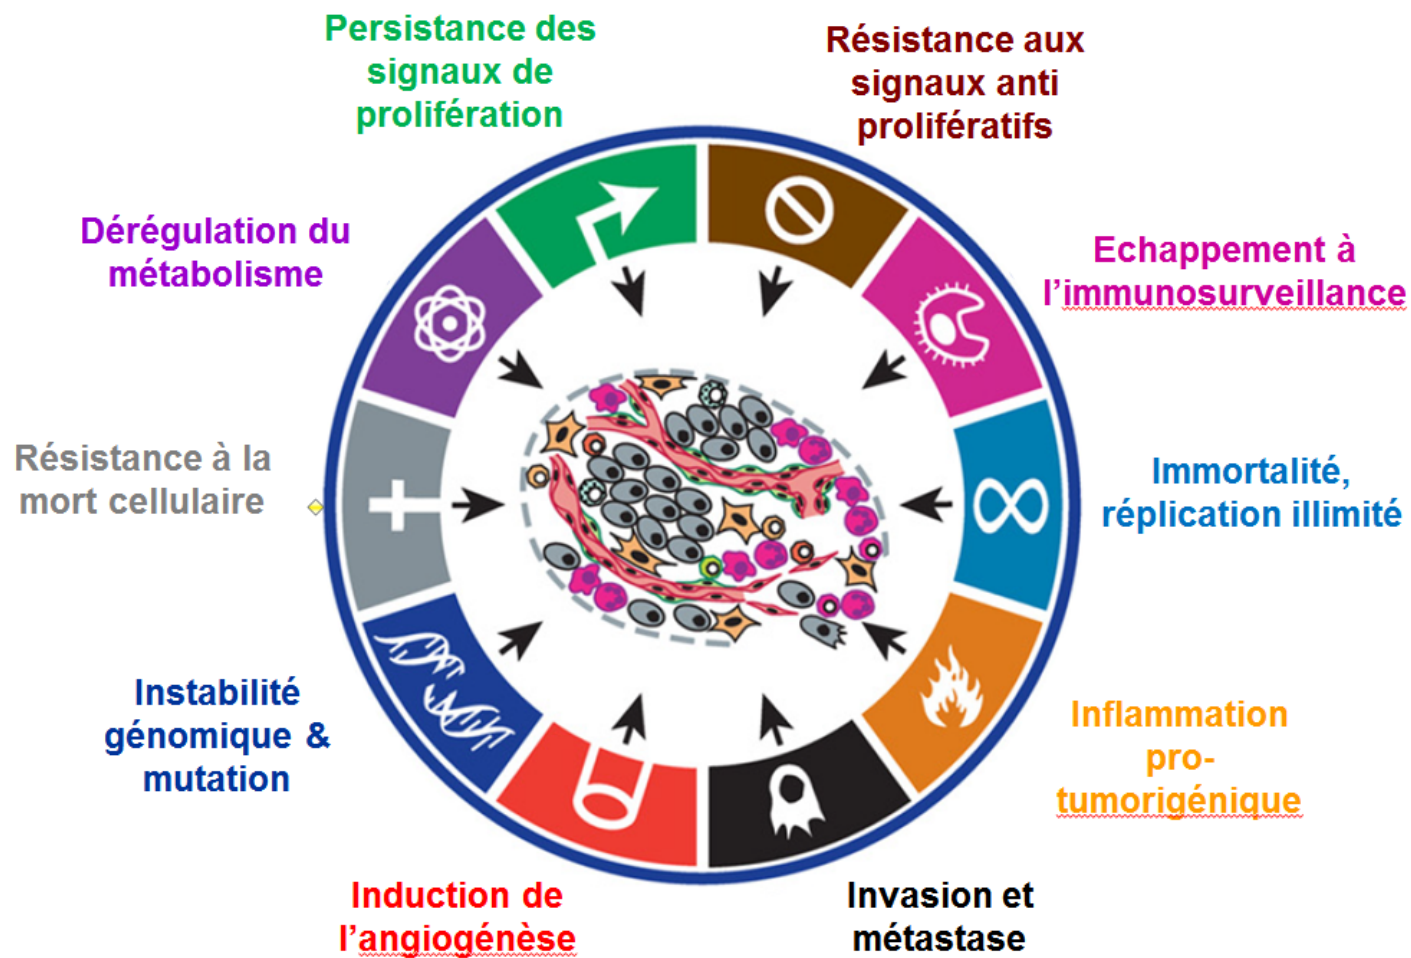 Persistance des
signaux de
prolifération
Résistance aux
signaux anti
prolifératifs
Dérégulation du
métabolisme
Echappement à
l'immunosurveillance
Résistance à la
mort cellulaire
Immortalité,
réplication illimité
Instabilité
génomique &
mutation
Inflammation
pro-
tumorigénique
Induction de
l'angiogénèse
Invasion et
métastase